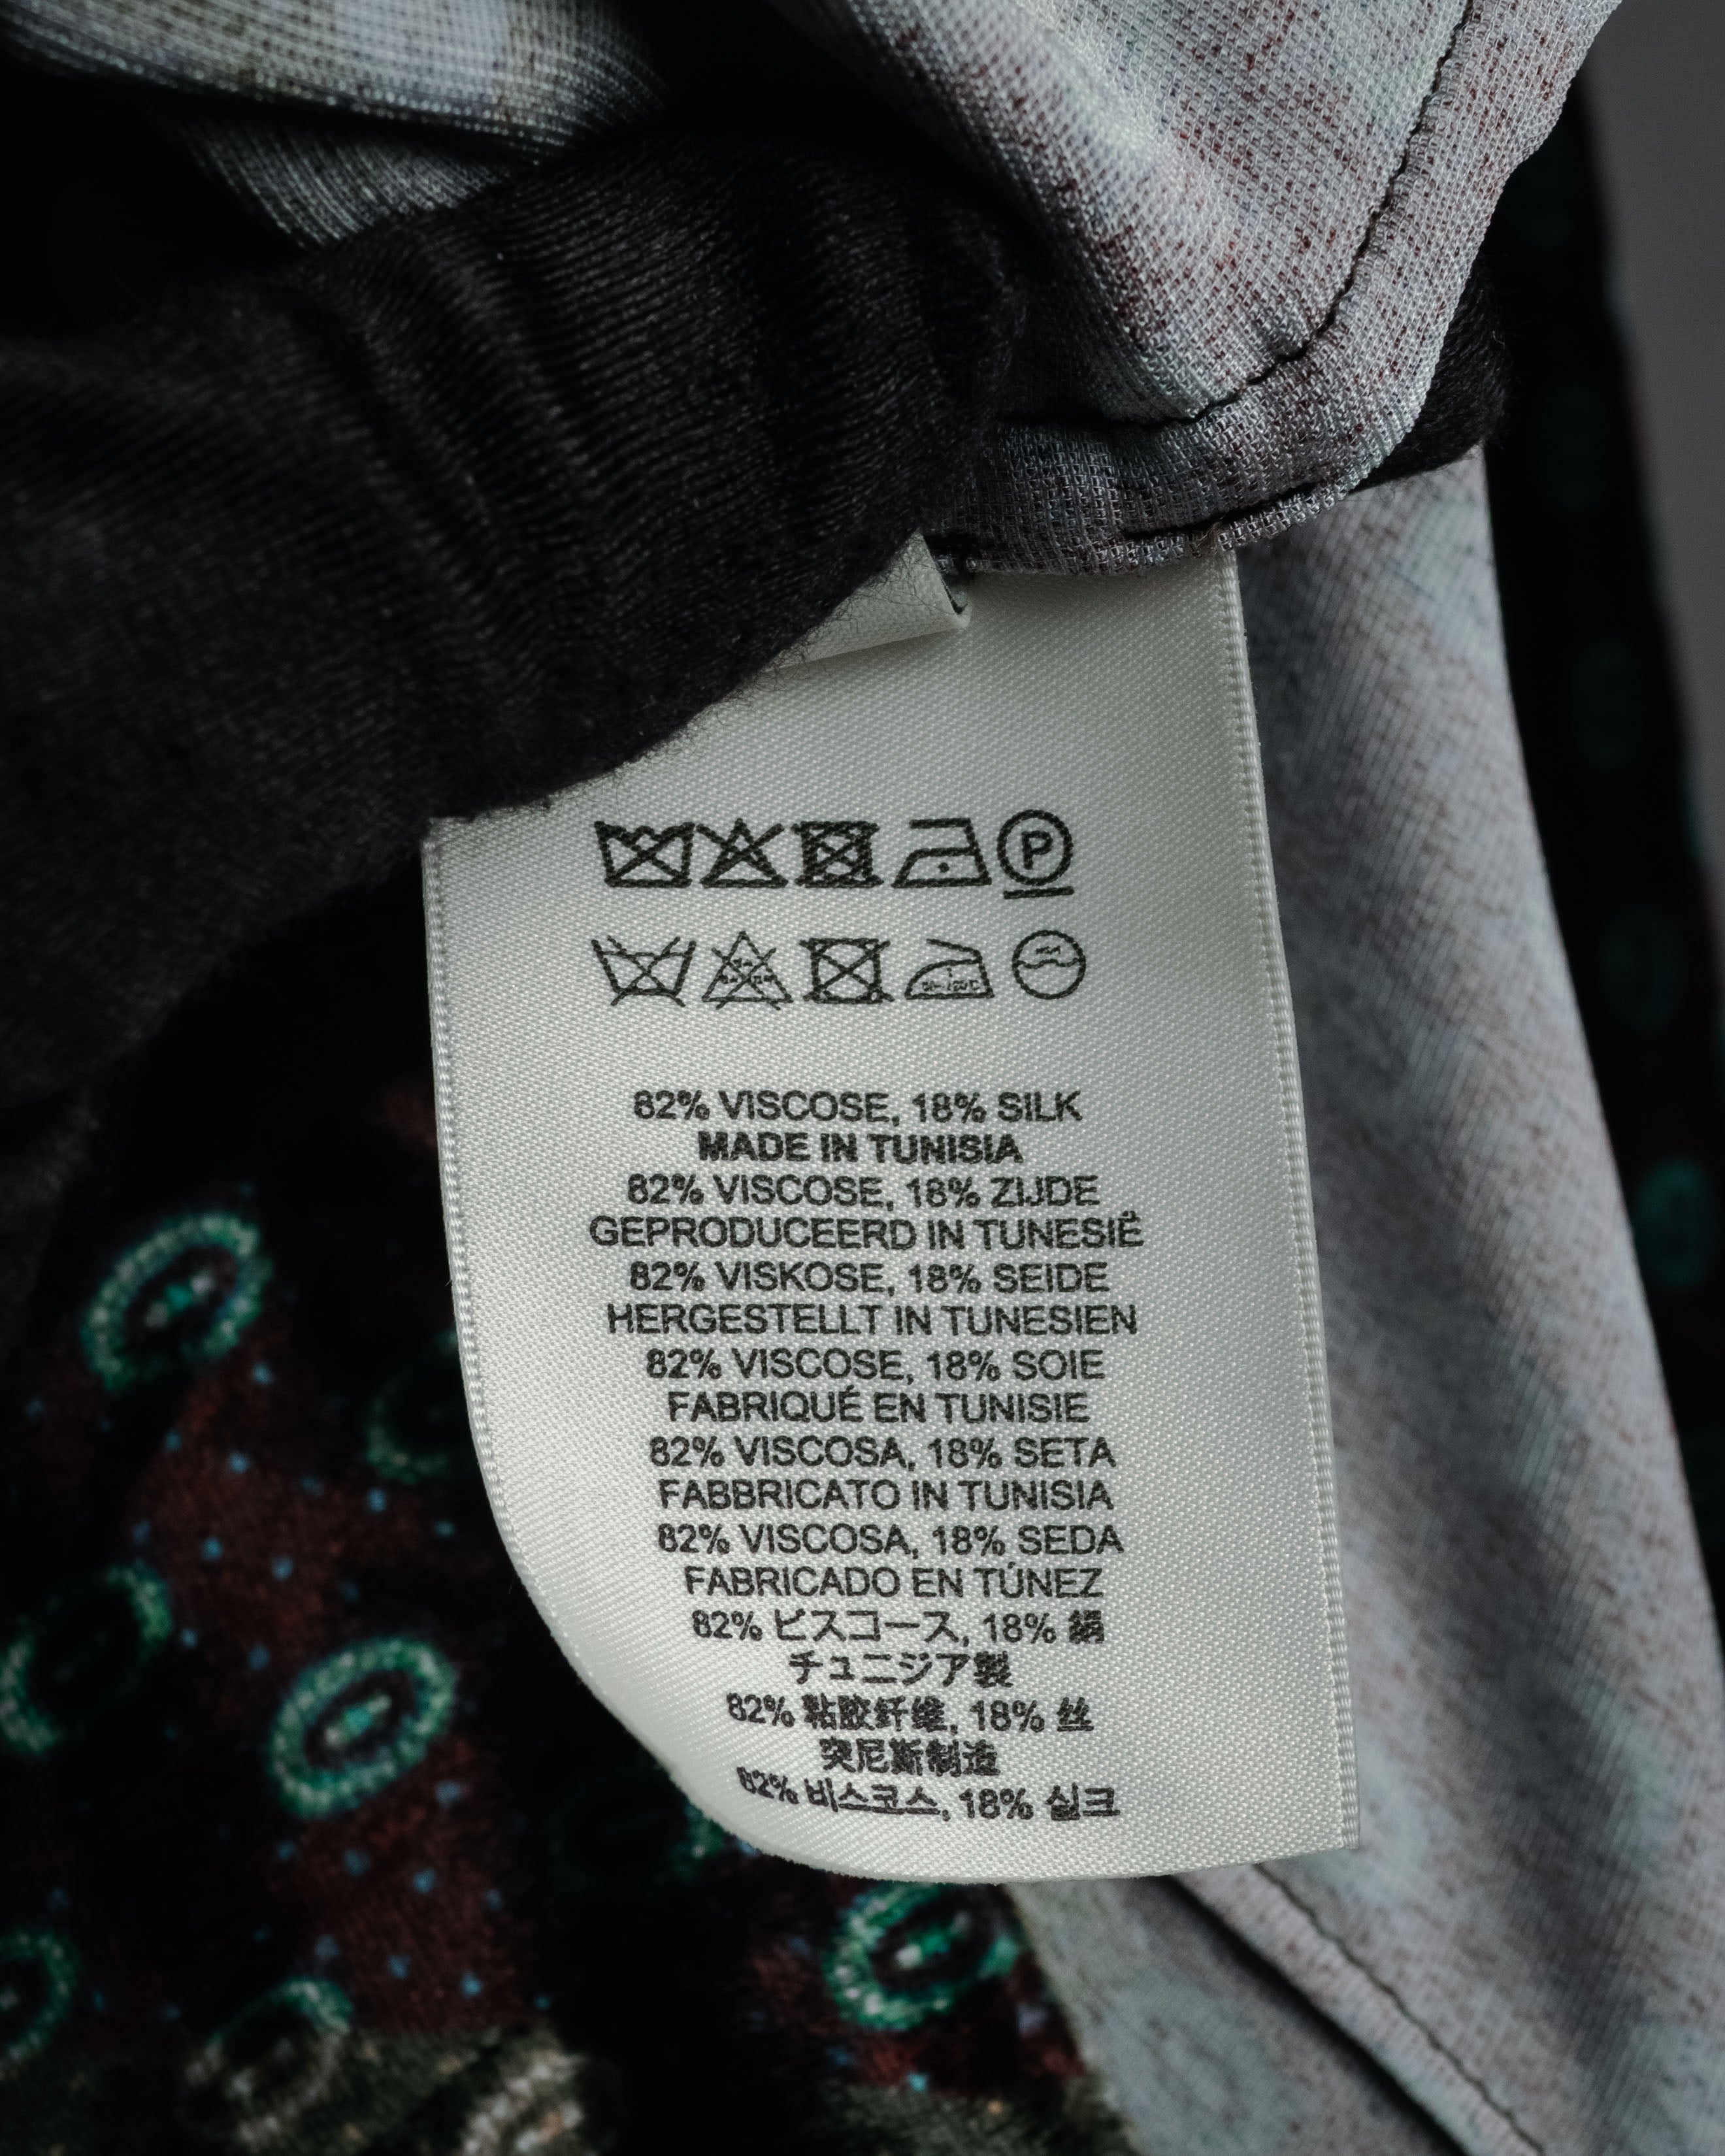 P
82% VISCOSE, 18% SILK
MADE IN TUNISIA
82% VISCOSE, 18% ZIJDE
GEPRODUCEERD IN TUNESIË
82% VISKOSE, 18% SEIDE
HERGESTELLT IN TUNESIEN
82% VISCOSE, 18% SOIE
FABRIQUÉ EN TUNISIE
82% VISCOSA, 18% SETA
FABBRICATO IN TUNISIA
82% VISCOSA, 18% SEDA
FABRICADO EN TÚNEZ
82% ビスコース, 18% 絹
チュニジア製
82% 粘胶纤维, 18% 丝
突尼斯制造
82% 비스코스, 18% 실크